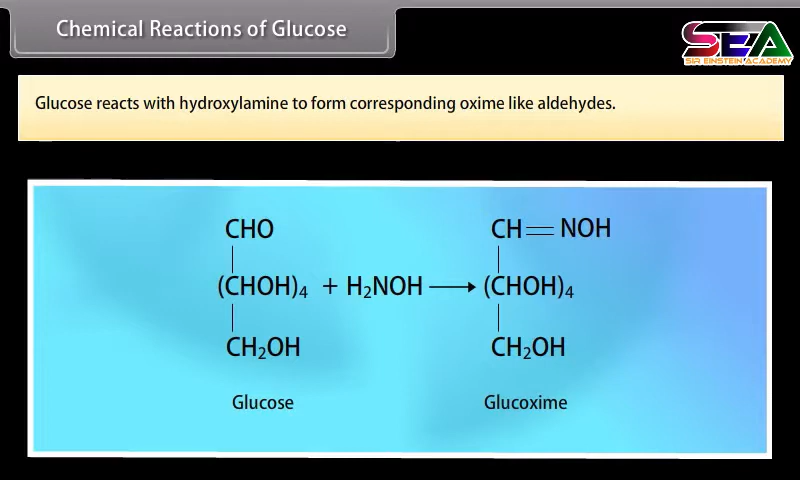 Chemical Reactions of Glucose
SEA
SIR EINSTEIN ACADEMY
Glucose reacts with hydroxylamine to form corresponding oxime like aldehydes.
CHO CH=NOH
(CHOH)₄ + H₂NOH ⟶ (CHOH)₄
CH₂OH CH₂OH
Glucose Glucoxime